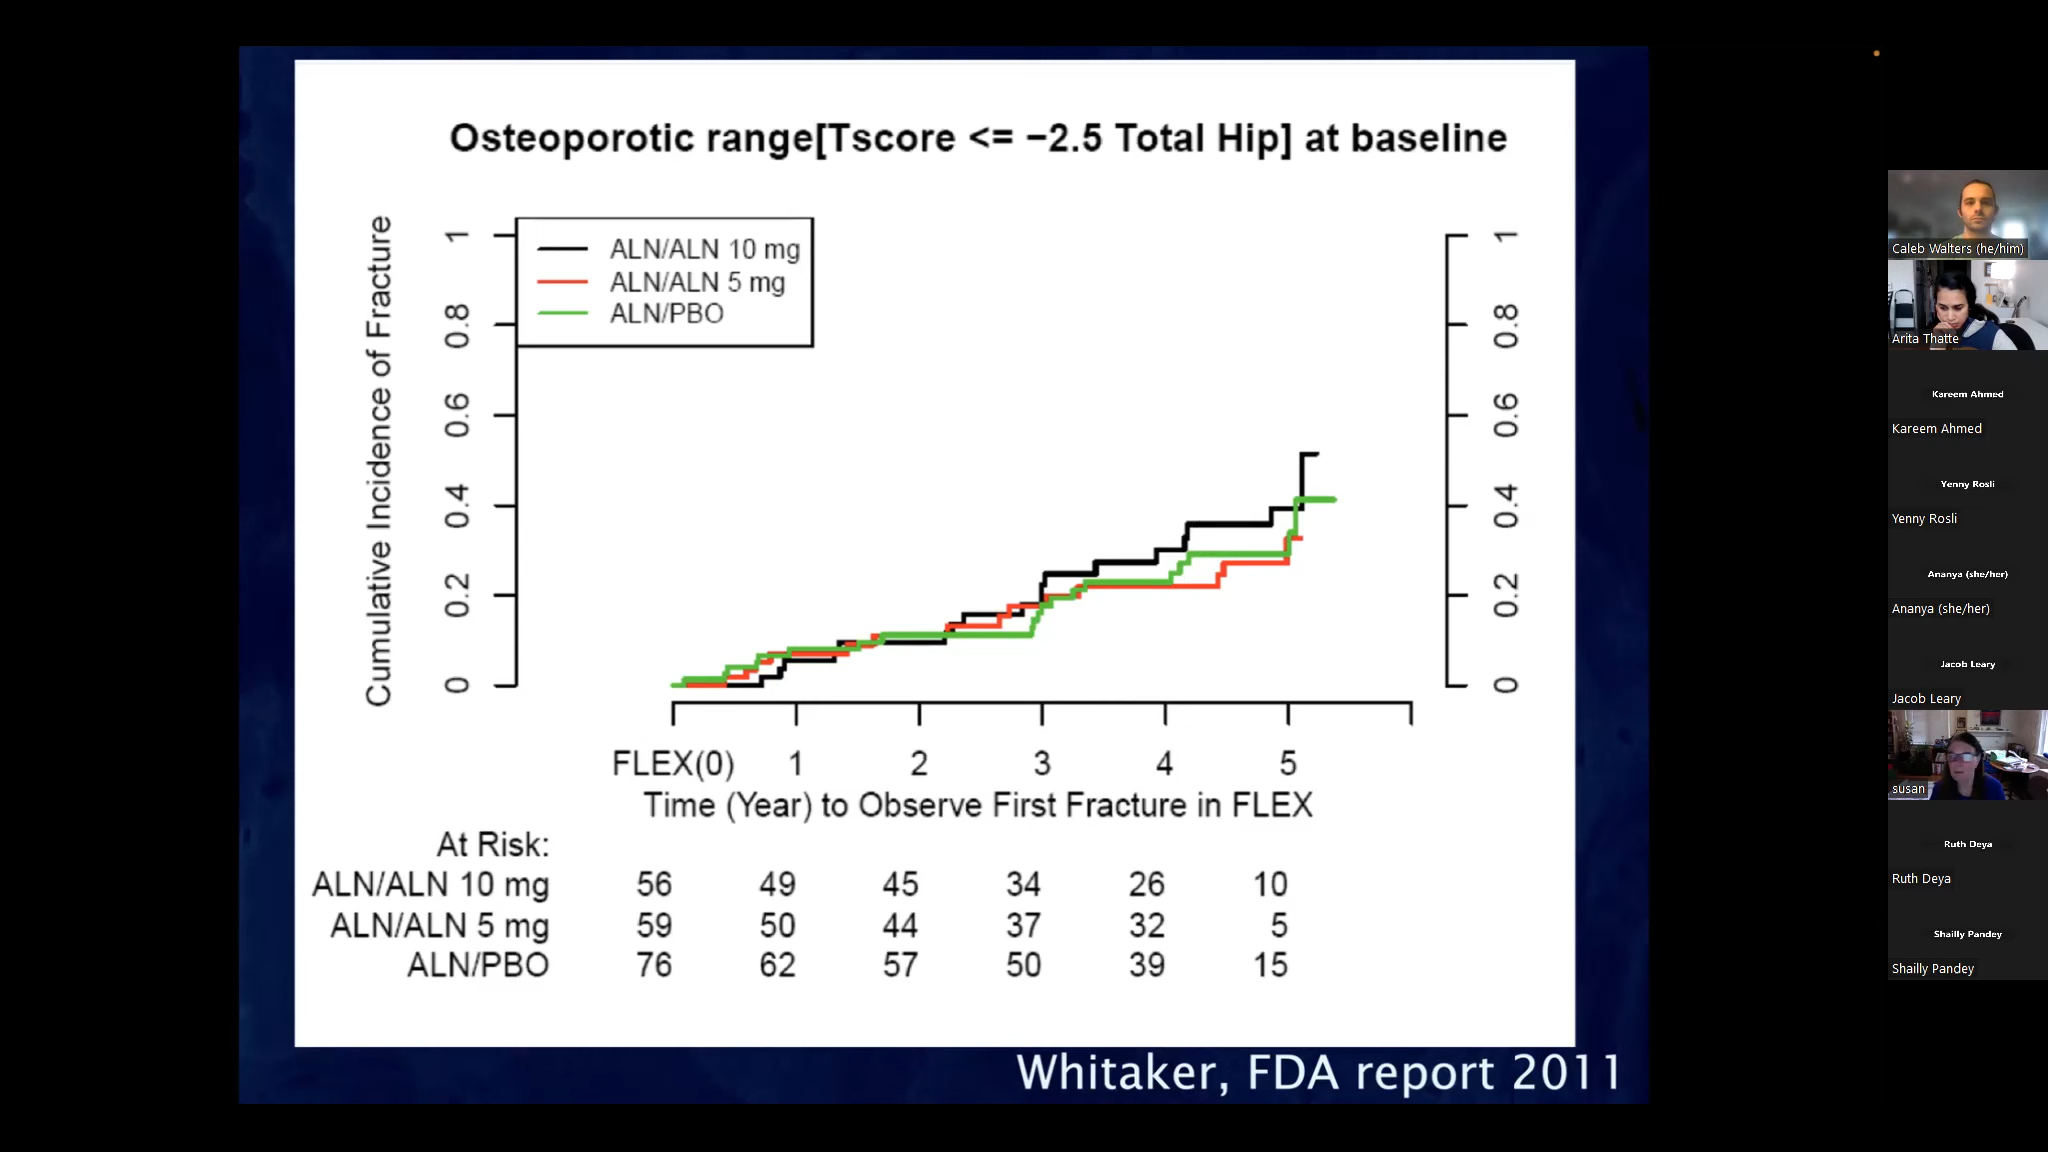 Osteoporotic range[Tscore <= −2.5 Total Hip] at baseline
Cumulative Incidence of Fracture
1
0.8
0.6
0.4
0.2
0
ALN/ALN 10 mg
ALN/ALN 5 mg
ALN/PBO
1
0.8
0.6
0.4
0.2
0
FLEX(0) 1 2 3 4 5
Time (Year) to Observe First Fracture in FLEX
At Risk:
ALN/ALN 10 mg 56 49 45 34 26 10
ALN/ALN 5 mg 59 50 44 37 32 5
ALN/PBO 76 62 57 50 39 15
Whitaker, FDA report 2011
Caleb Walters (he/him)
Arita Thatte
Kareem Ahmed
Kareem Ahmed
Yenny Rosli
Yenny Rosli
Ananya (she/her)
Ananya (she/her)
Jacob Leary
Jacob Leary
susan
Ruth Deya
Ruth Deya
Shailly Pandey
Shailly Pandey